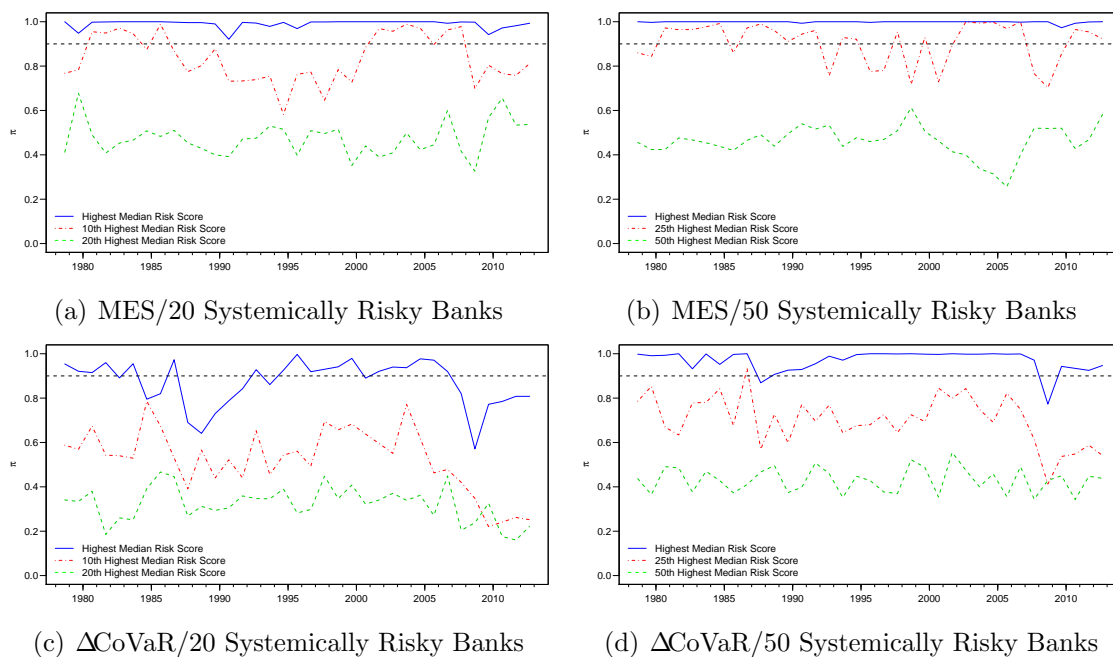 1.0
0.8
0.6
0.4
0.2
0.0
π
Highest Median Risk Score
10th Highest Median Risk Score
20th Highest Median Risk Score
1980 1985 1990 1995 2000 2005 2010
(a) MES/20 Systemically Risky Banks
1.0
0.8
0.6
0.4
0.2
0.0
π
Highest Median Risk Score
25th Highest Median Risk Score
50th Highest Median Risk Score
1980 1985 1990 1995 2000 2005 2010
(b) MES/50 Systemically Risky Banks
1.0
0.8
0.6
0.4
0.2
0.0
π
Highest Median Risk Score
10th Highest Median Risk Score
20th Highest Median Risk Score
1980 1985 1990 1995 2000 2005 2010
(c) ΔCoVaR/20 Systemically Risky Banks
1.0
0.8
0.6
0.4
0.2
0.0
π
Highest Median Risk Score
25th Highest Median Risk Score
50th Highest Median Risk Score
1980 1985 1990 1995 2000 2005 2010
(d) ΔCoVaR/50 Systemically Risky Banks